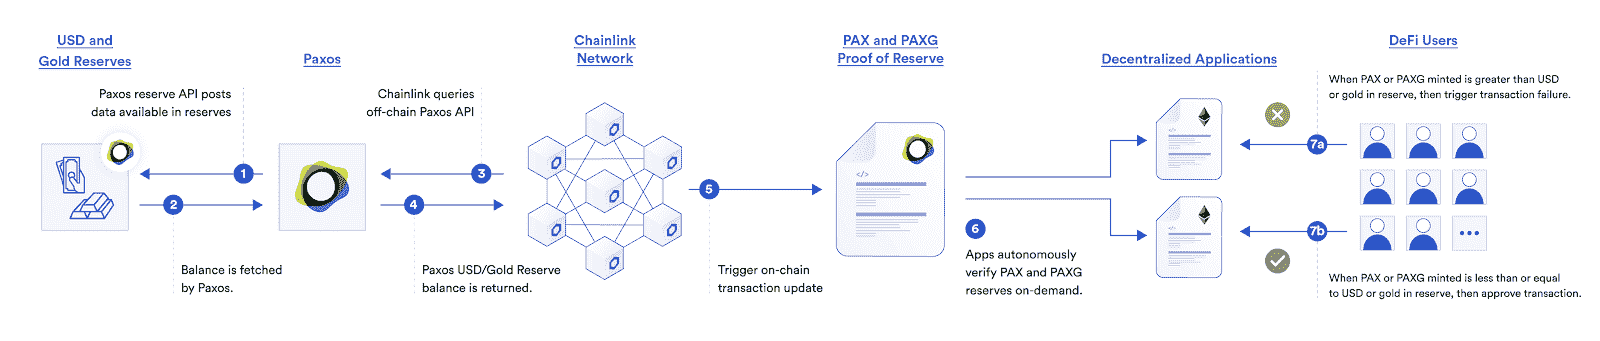 USD and
Gold Reserves
Paxos
Chainlink
Network
PAX and PAXG
Proof of Reserve
Decentralized Applications
DeFi Users
Paxos reserve API posts
data available in reserves
Chainlink queries
off-chain Paxos API
When PAX or PAXG minted is greater than USD
or gold in reserve, then trigger transaction failure.
1
2
3
4
5
</>
6
7a
7b
Balance is fetched
by Paxos.
Paxos USD/Gold Reserve
balance is returned.
Trigger on-chain
transaction update
Apps autonomously
verify PAX and PAXG
reserves on-demand.
</>
</>
When PAX or PAXG minted is less than or equal
to USD or gold in reserve, then approve transaction.